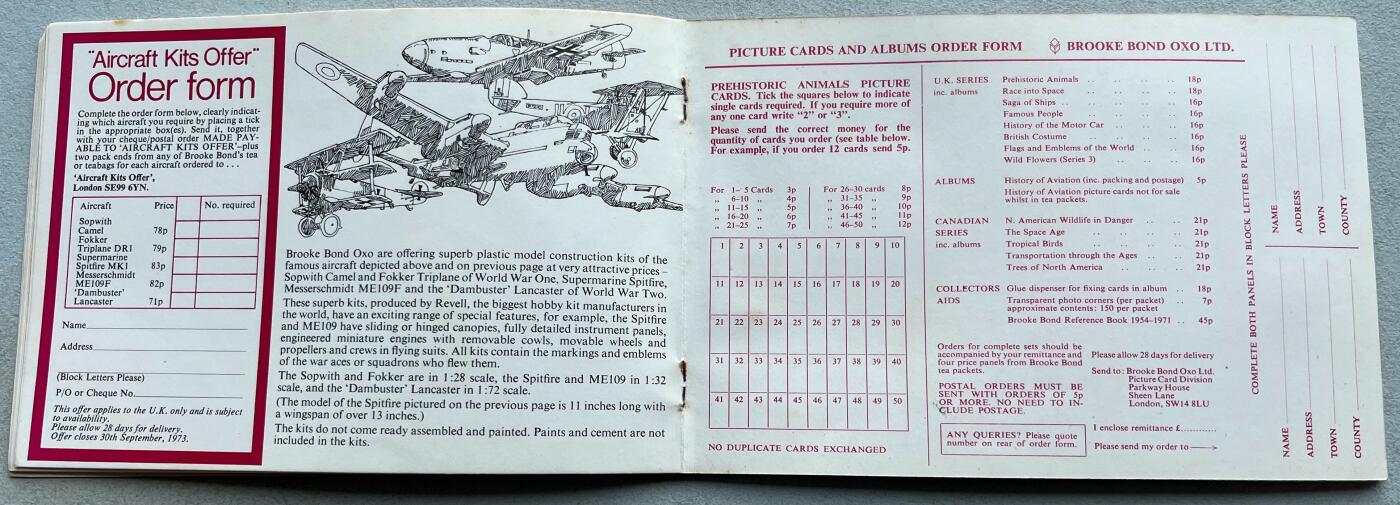 "Aircraft Kits Offer"
Order form
Complete the order form below, clearly indicat-
ing which aircraft you require by placing a tick
in the appropriate box(es). Send it, together
with your cheque/postal order MADE PAY-
ABLE TO 'AIRCRAFT KITS OFFER'–plus
two pack ends from any of Brooke Bond's tea
or teabags for each aircraft ordered to . . .
'Aircraft Kits Offer',
London SE99 6YN.
Aircraft Price No. required
Sopwith
Camel 78p
Fokker
Triplane DR1 79p
Supermarine
Spitfire MK1 83p
Messerschmidt
ME109F 82p
'Dambuster'
Lancaster 71p
Name
Address
(Block Letters Please)
P/O or Cheque No.
This offer applies to the U.K. only and is subject
to availability.
Please allow 28 days for delivery.
Offer closes 30th September, 1973.
Brooke Bond Oxo are offering superb plastic model construction kits of the
famous aircraft depicted above and on previous page at very attractive prices –
Sopwith Camel and Fokker Triplane of World War One, Supermarine Spitfire,
Messerschmidt ME109F and the 'Dambuster' Lancaster of World War Two.
These superb kits, produced by Revell, the biggest hobby kit manufacturers in
the world, have an exciting range of special features, for example, the Spitfire
and ME109 have sliding or hinged canopies, fully detailed instrument panels,
engineered miniature engines with removable cowls, movable wheels and
propellers and crews in flying suits. All kits contain the markings and emblems
of the war aces or squadrons who flew them.
The Sopwith and Fokker are in 1:28 scale, the Spitfire and ME109 in 1:32
scale, and the 'Dambuster' Lancaster in 1:72 scale.
(The model of the Spitfire pictured on the previous page is 11 inches long with
a wingspan of over 13 inches.)
The kits do not come ready assembled and painted. Paints and cement are not
included in the kits.
PICTURE CARDS AND ALBUMS ORDER FORM BROOKE BOND OXO LTD.
PREHISTORIC ANIMALS PICTURE
CARDS. Tick the squares below to indicate
single cards required. If you require more of
any one card write "2" or "3".
Please send the correct money for the
quantity of cards you order (see table below.
For example, if you order 12 cards send 5p.
For 1– 5 Cards 3p For 26–30 cards 8p
„ 6–10 „ 4p „ 31–35 „ 9p
„ 11–15 „ 5p „ 36–40 „ 10p
„ 16–20 „ 6p „ 41–45 „ 11p
„ 21–25 „ 7p „ 46–50 „ 12p
1 2 3 4 5 6 7 8 9 10
11 12 13 14 15 16 17 18 19 20
21 22 23 24 25 26 27 28 29 30
31 32 33 34 35 36 37 38 39 40
41 42 43 44 45 46 47 48 49 50
NO DUPLICATE CARDS EXCHANGED
U.K. SERIES Prehistoric Animals .. .. .. .. 18p
inc. albums Race into Space .. .. .. .. 18p
Saga of Ships .. .. .. .. 16p
Famous People .. .. .. .. 16p
History of the Motor Car .. .. .. 16p
British Costume .. .. .. .. 16p
Flags and Emblems of the World .. .. 16p
Wild Flowers (Series 3) .. .. .. 16p
ALBUMS History of Aviation (inc. packing and postage) 5p
History of Aviation picture cards not for sale
whilst in tea packets.
CANADIAN N. American Wildlife in Danger .. .. 21p
SERIES The Space Age .. .. .. .. 21p
inc. albums Tropical Birds .. .. .. .. 21p
Transportation through the Ages .. .. 21p
Trees of North America .. .. .. 21p
COLLECTORS Glue dispenser for fixing cards in album .. 18p
AIDS Transparent photo corners (per packet) .. 7p
approximate contents: 150 per packet
Brooke Bond Reference Book 1954–1971 .. 45p
Orders for complete sets should be
accompanied by your remittance and
four price panels from Brooke Bond
tea packets.
POSTAL ORDERS MUST BE
SENT WITH ORDERS OF 5p
OR MORE. NO NEED TO IN-
CLUDE POSTAGE.
ANY QUERIES? Please quote
number on rear of order form.
Please allow 28 days for delivery
Send to: Brooke Bond Oxo Ltd.
Picture Card Division
Parkway House
Sheen Lane
London, SW14 8LU
I enclose remittance £............
Please send my order to
COMPLETE BOTH PANELS IN BLOCK LETTERS PLEASE
NAME
ADDRESS
TOWN
COUNTY
NAME
ADDRESS
TOWN
COUNTY